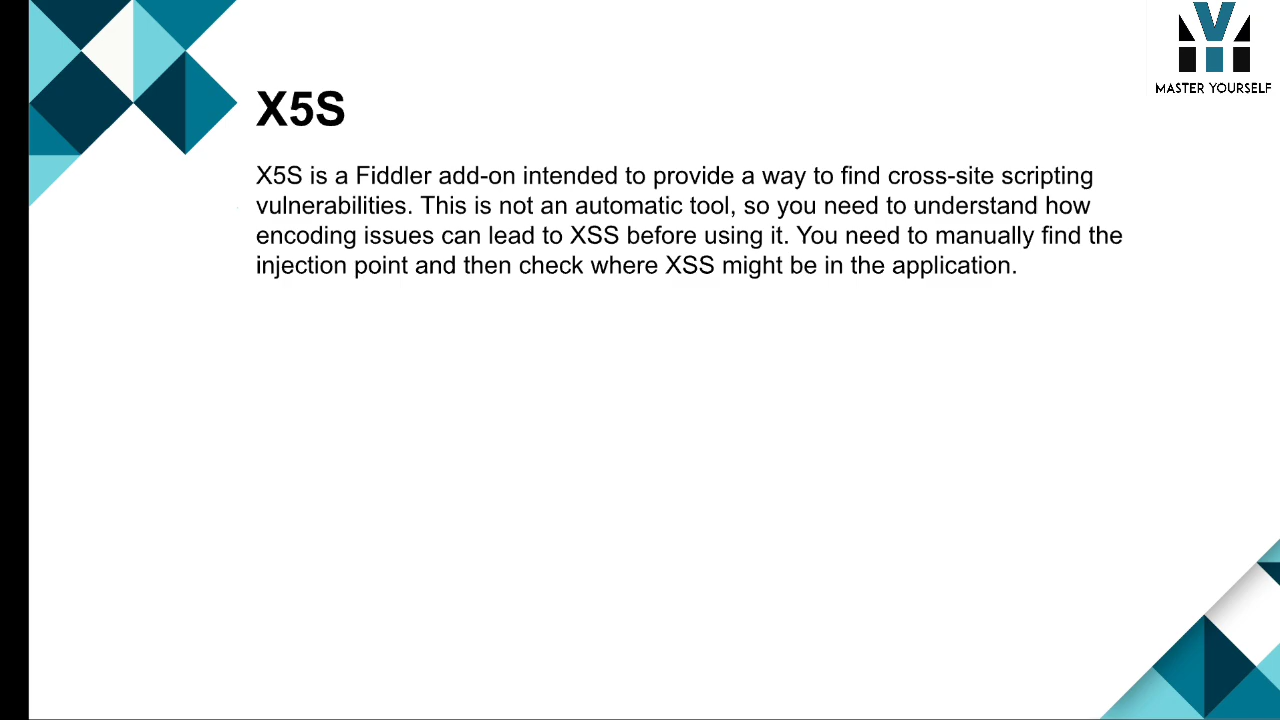 MASTER YOURSELF
X5S
X5S is a Fiddler add-on intended to provide a way to find cross-site scripting
vulnerabilities. This is not an automatic tool, so you need to understand how
encoding issues can lead to XSS before using it. You need to manually find the
injection point and then check where XSS might be in the application.